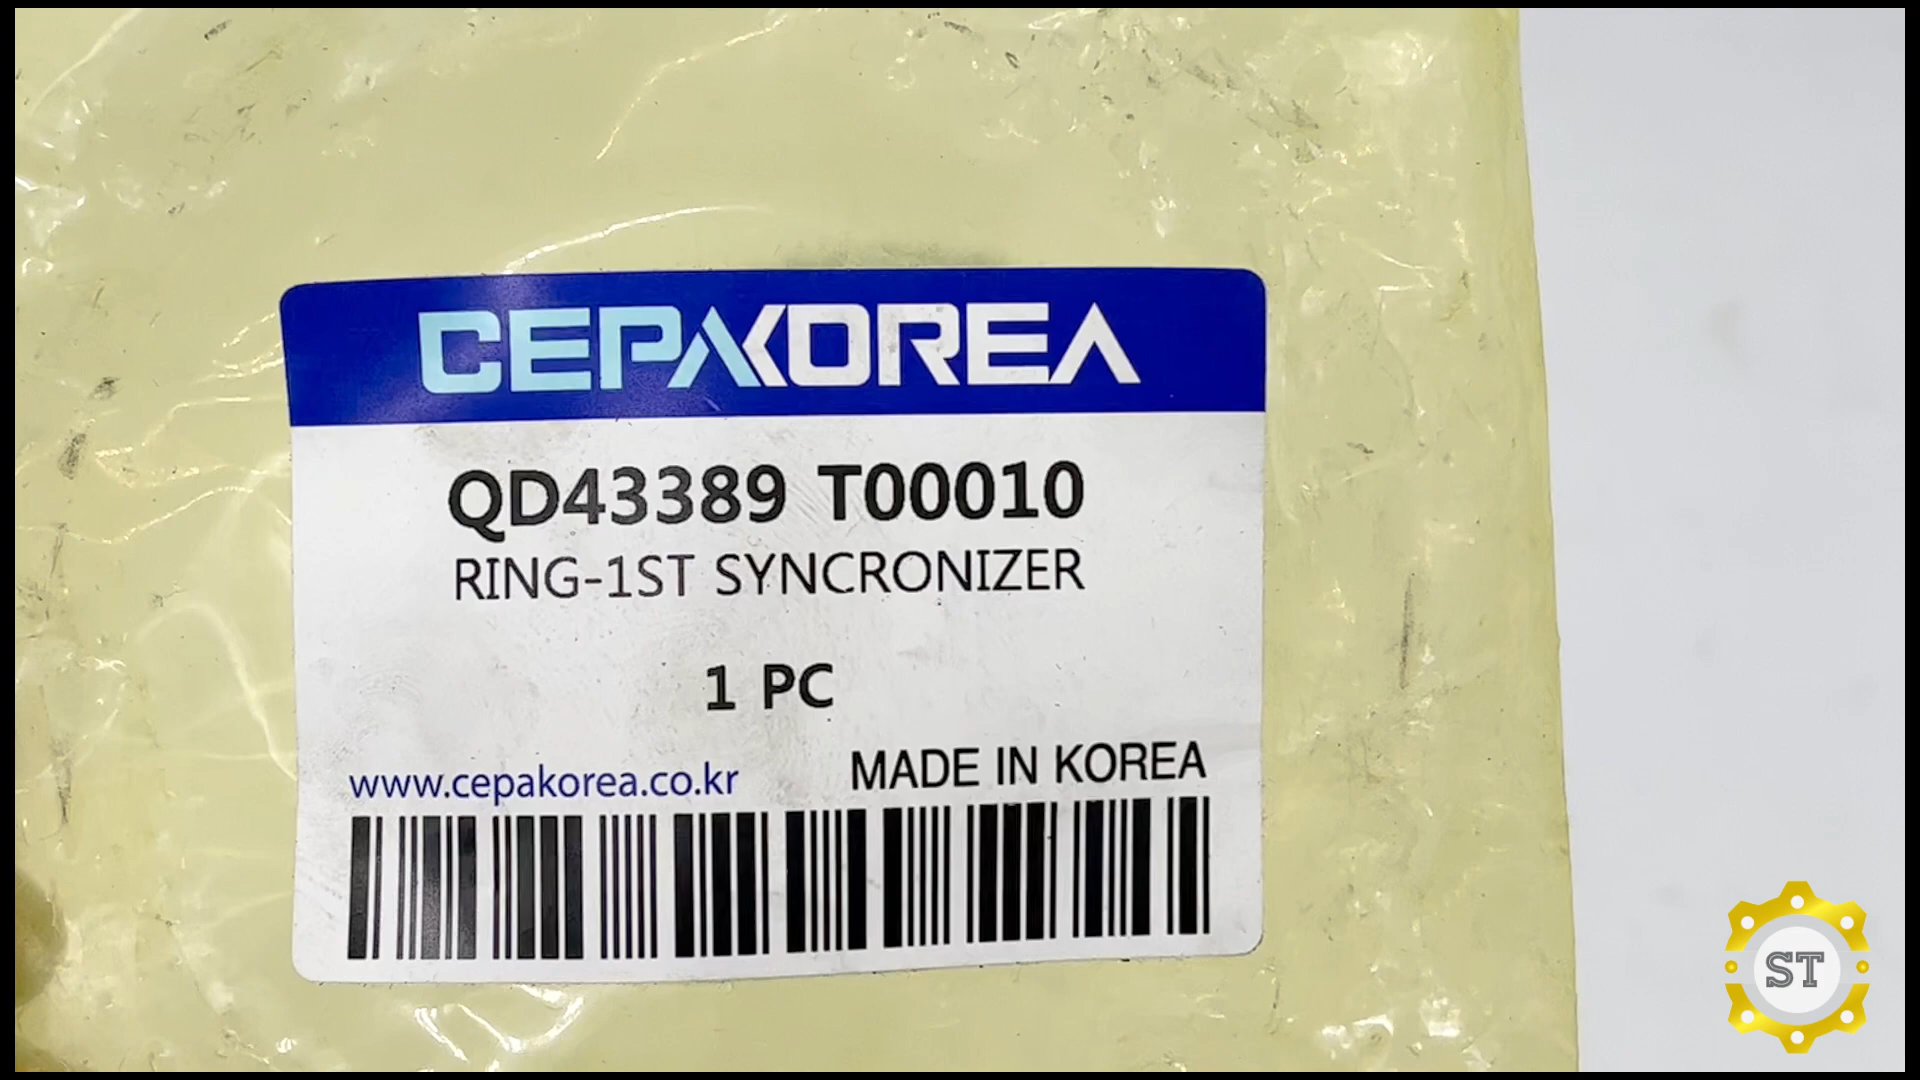 CEPAKOREA
QD43389 T00010
RING-1ST SYNCRONIZER
1 PC
www.cepakorea.co.kr MADE IN KOREA
ST